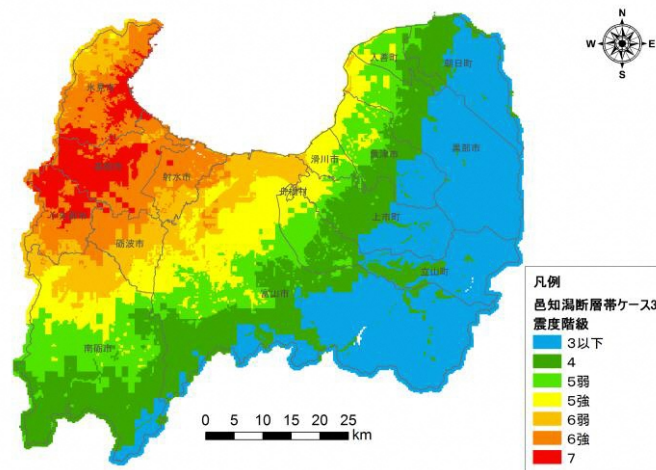 N
W E
S
入善町
朝日町
氷見市
黒部市
高岡市
滑川市
魚津市
射水市
舟橋村
小矢部市
上市町
砺波市
立山町
富山市
南砺市
0 5 10 15 20 25
km
凡例
邑知潟断層帯ケース3
震度階級
3以下
4
5弱
5強
6弱
6強
7